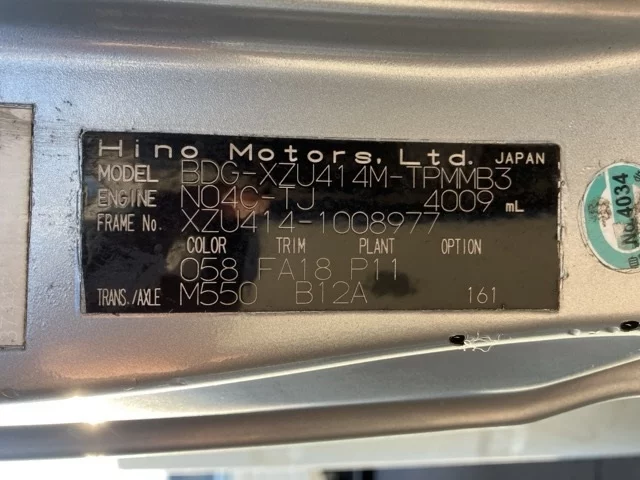 Hino Motors, Ltd. JAPAN
MODEL BDG-XZU414M-TPMMB3
ENGINE N04C-TJ 4009 mL
FRAME No. XZU414-1008977
COLOR TRIM PLANT OPTION
058 FA18 P11
TRANS./AXLE M550 B12A 161
No.4034